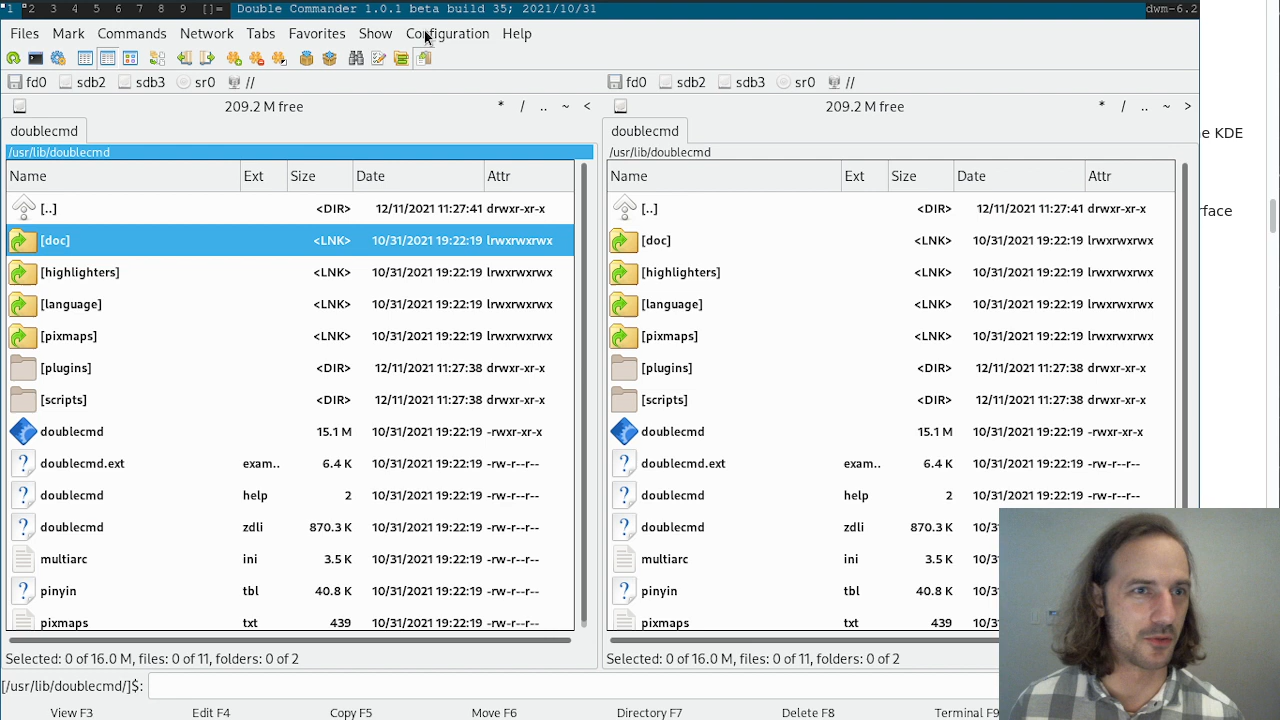 1 2 3 4 5 6 7 8 9 []= Double Commander 1.0.1 beta build 35; 2021/10/31 dwm-6.2
Files Mark Commands Network Tabs Favorites Show Configuration Help
fd0 sdb2 sdb3 sr0 // fd0 sdb2 sdb3 sr0 //
209.2 M free * / .. ~ < 209.2 M free * / .. ~ >
doublecmd doublecmd
/usr/lib/doublecmd /usr/lib/doublecmd
e KDE
Name Ext Size Date Attr Name Ext Size Date Attr
[..] <DIR> 12/11/2021 11:27:41 drwxr-xr-x [..] <DIR> 12/11/2021 11:27:41 drwxr-xr-x
rface
[doc] <LNK> 10/31/2021 19:22:19 lrwxrwxrwx [doc] <LNK> 10/31/2021 19:22:19 lrwxrwxrwx
[highlighters] <LNK> 10/31/2021 19:22:19 lrwxrwxrwx [highlighters] <LNK> 10/31/2021 19:22:19 lrwxrwxrwx
[language] <LNK> 10/31/2021 19:22:19 lrwxrwxrwx [language] <LNK> 10/31/2021 19:22:19 lrwxrwxrwx
[pixmaps] <LNK> 10/31/2021 19:22:19 lrwxrwxrwx [pixmaps] <LNK> 10/31/2021 19:22:19 lrwxrwxrwx
[plugins] <DIR> 12/11/2021 11:27:38 drwxr-xr-x [plugins] <DIR> 12/11/2021 11:27:38 drwxr-xr-x
[scripts] <DIR> 12/11/2021 11:27:38 drwxr-xr-x [scripts] <DIR> 12/11/2021 11:27:38 drwxr-xr-x
doublecmd 15.1 M 10/31/2021 19:22:19 -rwxr-xr-x doublecmd 15.1 M 10/31/2021 19:22:19 -rwxr-xr-x
doublecmd.ext exam.. 6.4 K 10/31/2021 19:22:19 -rw-r--r-- doublecmd.ext exam.. 6.4 K 10/31/2021 19:22:19 -rw-r--r--
doublecmd help 2 10/31/2021 19:22:19 -rw-r--r-- doublecmd help 2 10/31/2021 19:22:19 -rw-r--r--
doublecmd zdli 870.3 K 10/31/2021 19:22:19 -rw-r--r-- doublecmd zdli 870.3 K 10/3
multiarc ini 3.5 K 10/31/2021 19:22:19 -rw-r--r-- multiarc ini 3.5 K 10/3
pinyin tbl 40.8 K 10/31/2021 19:22:19 -rw-r--r-- pinyin tbl 40.8 K 10/3
pixmaps txt 439 10/31/2021 19:22:19 -rw-r--r-- pixmaps txt 439 10/3
Selected: 0 of 16.0 M, files: 0 of 11, folders: 0 of 2 Selected: 0 of 16.0 M, files: 0 of 11, folders: 0 of 2
[/usr/lib/doublecmd/]$:
View F3 Edit F4 Copy F5 Move F6 Directory F7 Delete F8 Terminal F9